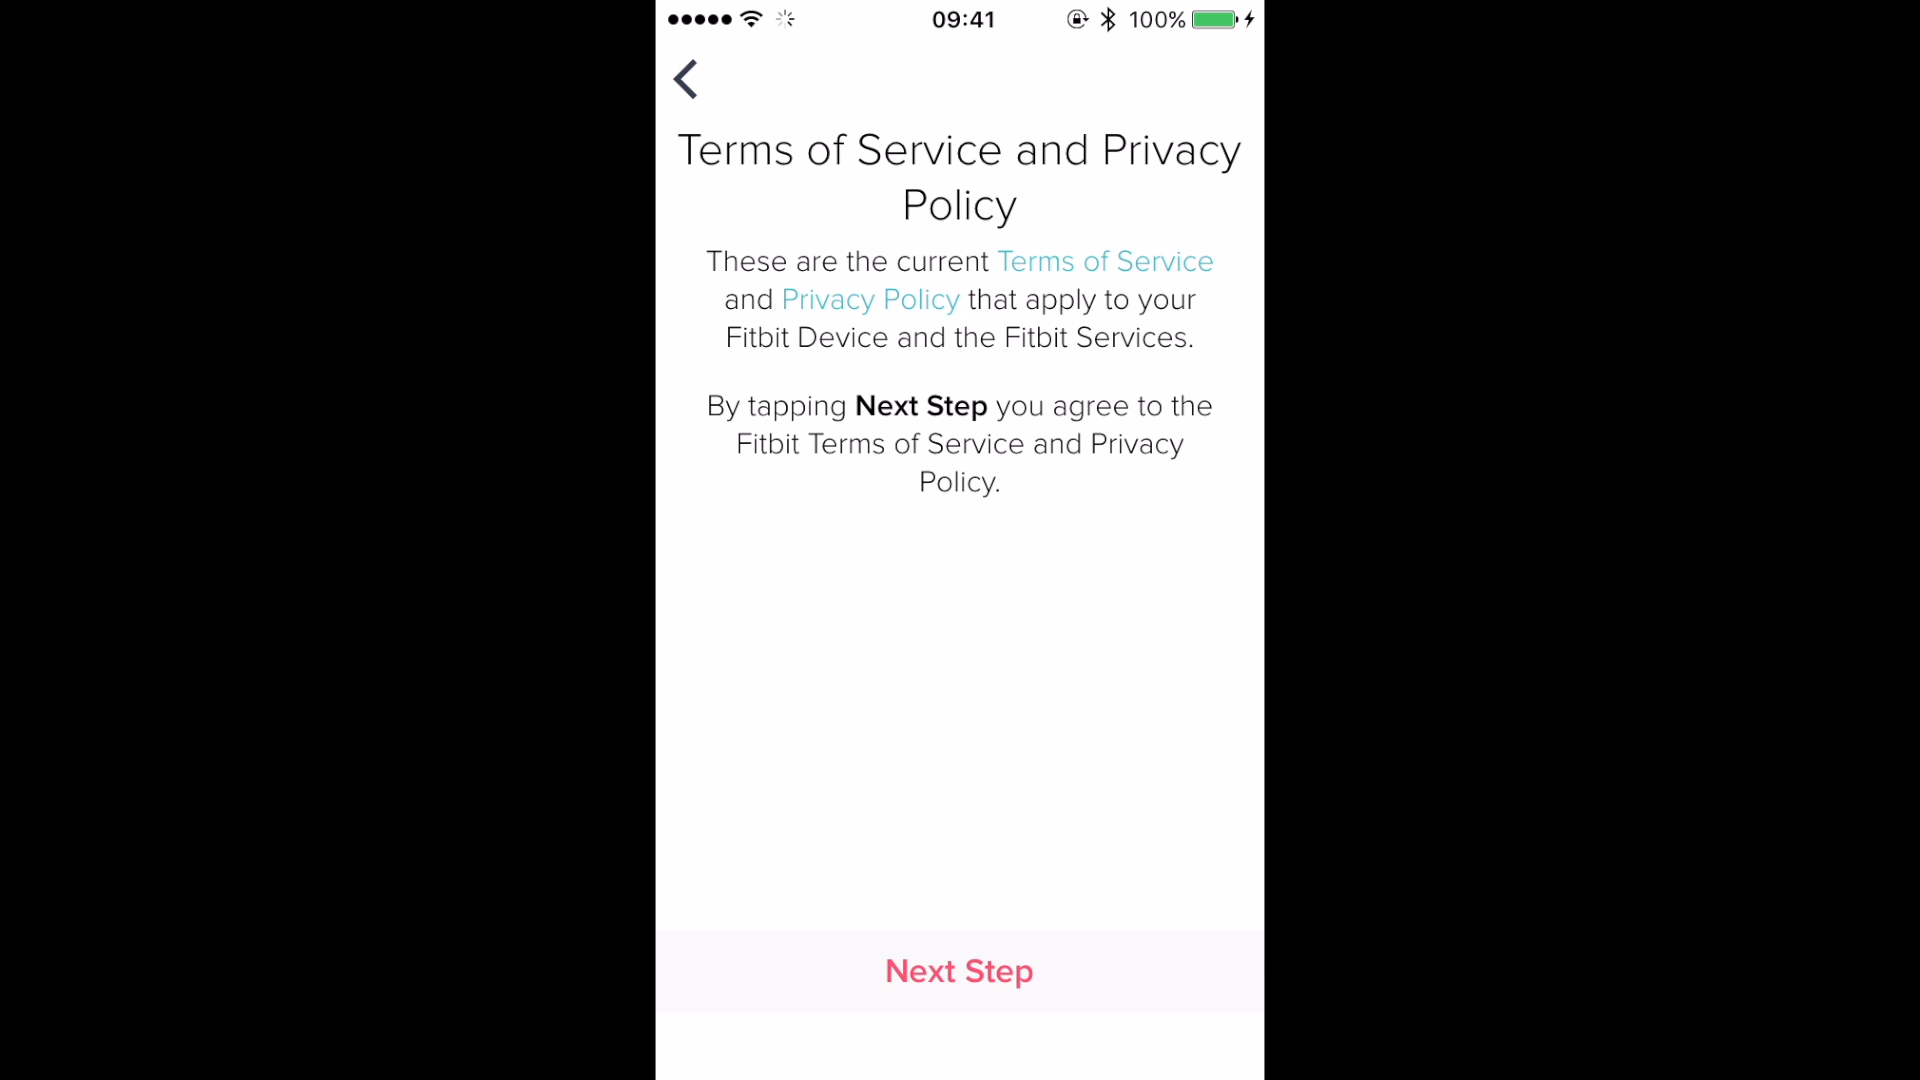 09:41
100%
Terms of Service and Privacy
Policy
These are the current Terms of Service
and Privacy Policy that apply to your
Fitbit Device and the Fitbit Services.
By tapping Next Step you agree to the
Fitbit Terms of Service and Privacy
Policy.
Next Step